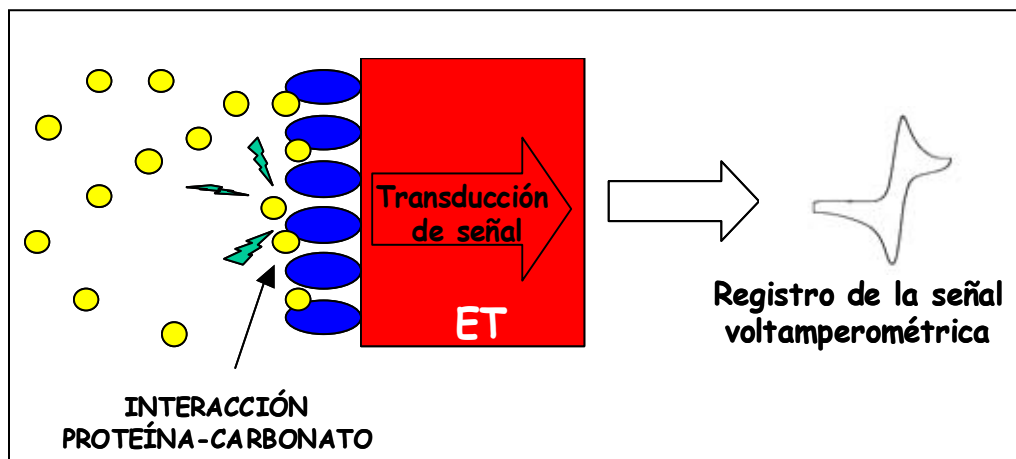 Transducción
de señal
ET
Registro de la señal
voltamperométrica
INTERACCIÓN
PROTEÍNA-CARBONATO